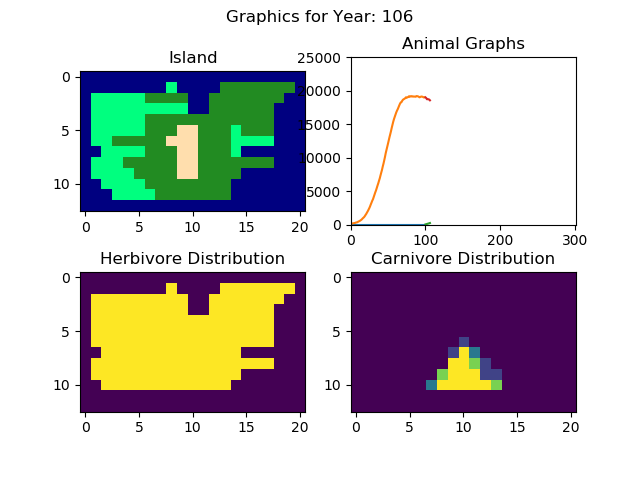 Graphics for Year: 106
Island
0
5
10
0 5 10 15 20
Animal Graphs
25000
20000
15000
10000
5000
0
0 100 200 300
Herbivore Distribution
0
5
10
0 5 10 15 20
Carnivore Distribution
0
5
10
0 5 10 15 20